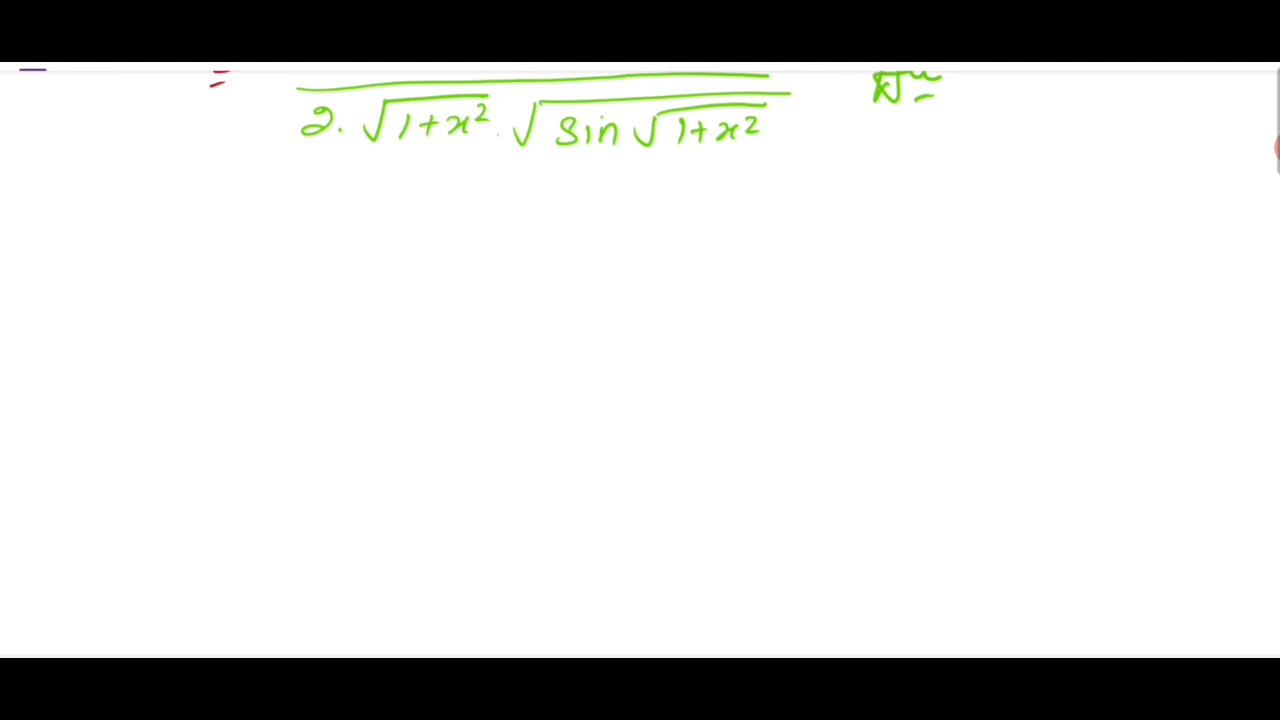 2. √1+x² . √sin √1+x²